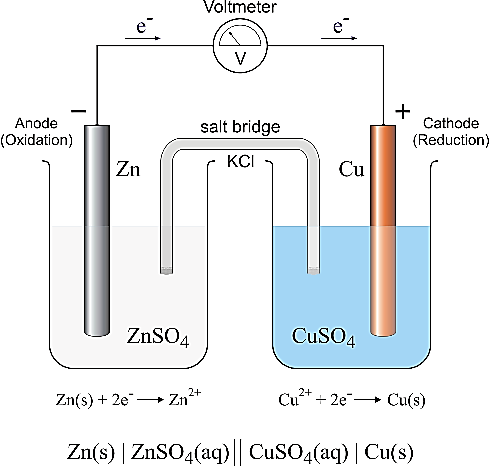 Voltmeter
e⁻ e⁻
V
− +
Anode
(Oxidation)
Cathode
(Reduction)
salt bridge
Zn KCl Cu
ZnSO₄ CuSO₄
Zn(s) + 2e⁻ → Zn²⁺
Cu²⁺ + 2e⁻ → Cu(s)
Zn(s) | ZnSO₄(aq) || CuSO₄(aq) | Cu(s)